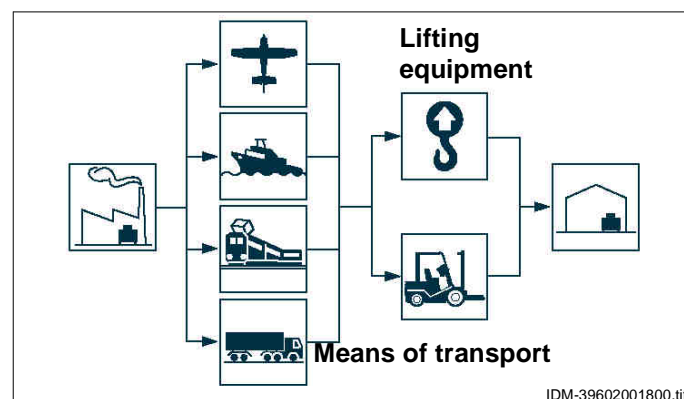 Lifting
equipment
Means of transport
IDM-39602001800.tif